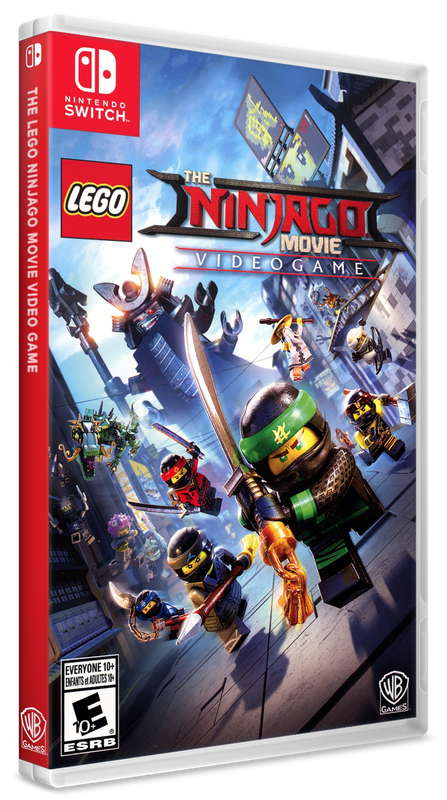 NINTENDO
SWITCH™
THE LEGO NINJAGO MOVIE VIDEO GAME
LEGO
THE
NINJAGO
MOVIE
VIDEOGAME
EVERYONE 10+
ENFANTS et ADULTES 10+
E
10+
ESRB
WB
GAMES
WB
GAMES